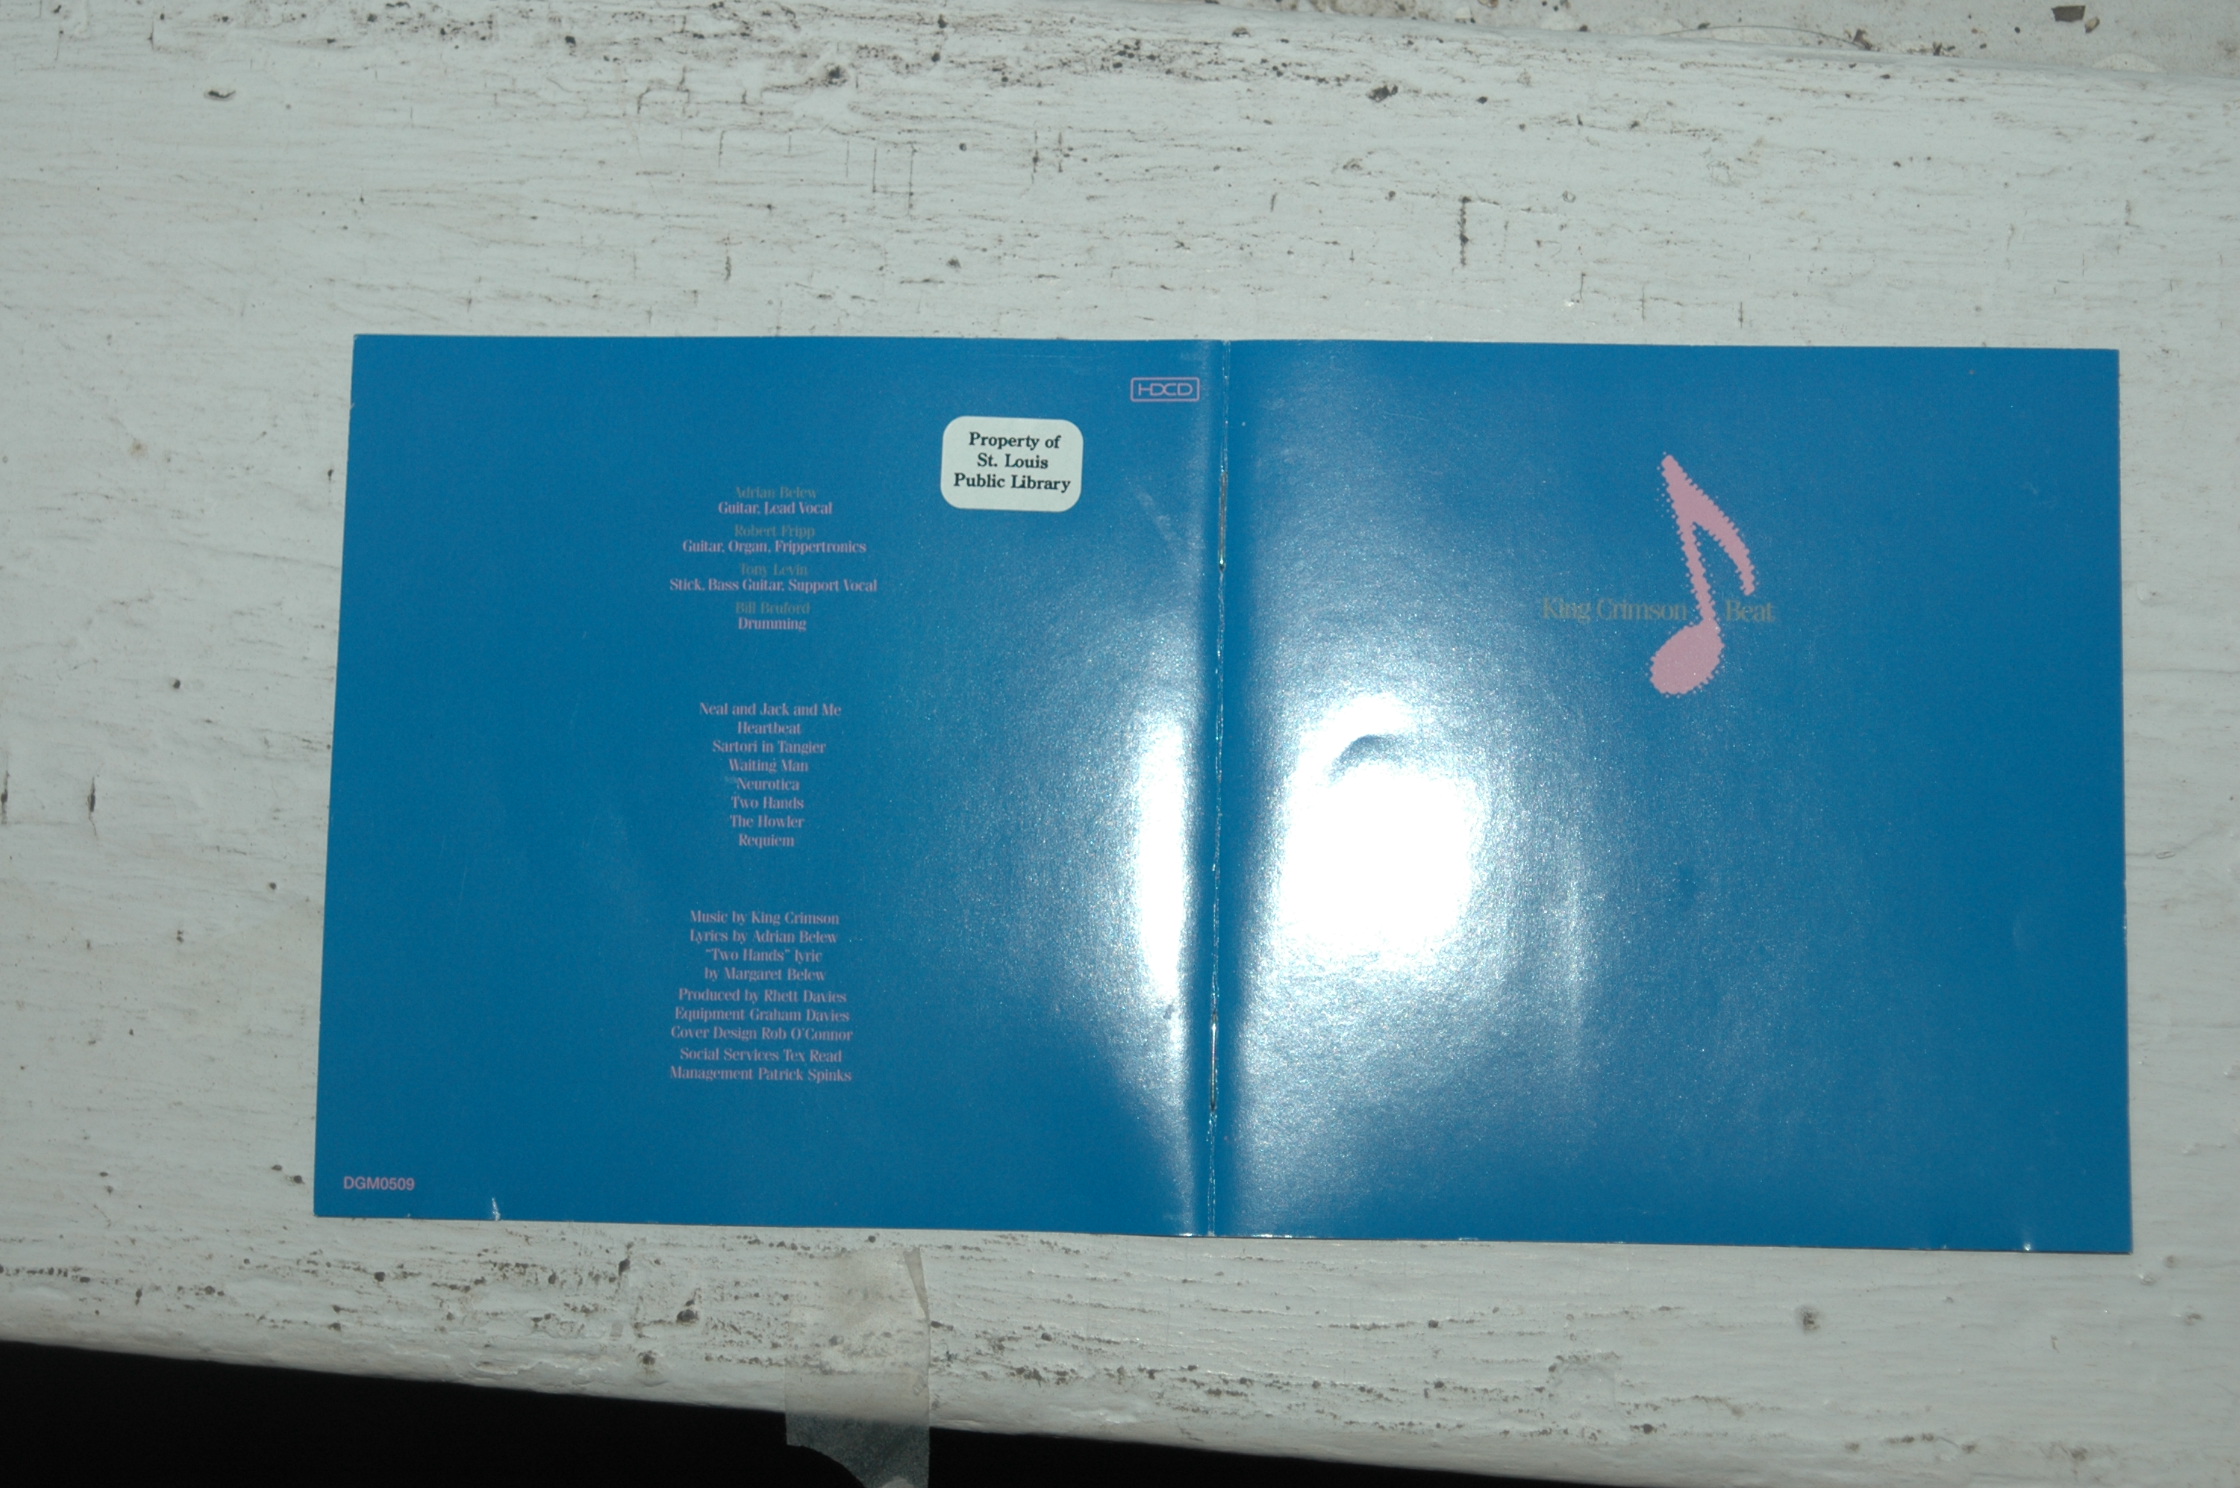 HDCD
Property of
St. Louis
Public Library
Adrian Belew
Guitar, Lead Vocal
Robert Fripp
Guitar, Organ, Frippertronics
Tony Levin
Stick, Bass Guitar, Support Vocal
Bill Bruford
Drumming
Neal and Jack and Me
Heartbeat
Sartori in Tangier
Waiting Man
Neurotica
Two Hands
The Howler
Requiem
Music by King Crimson
Lyrics by Adrian Belew
"Two Hands" lyric
by Margaret Belew
Produced by Rhett Davies
Equipment Graham Davies
Cover Design Rob O'Connor
Social Services Tex Read
Management Patrick Spinks
DGM0509
King Crimson Beat